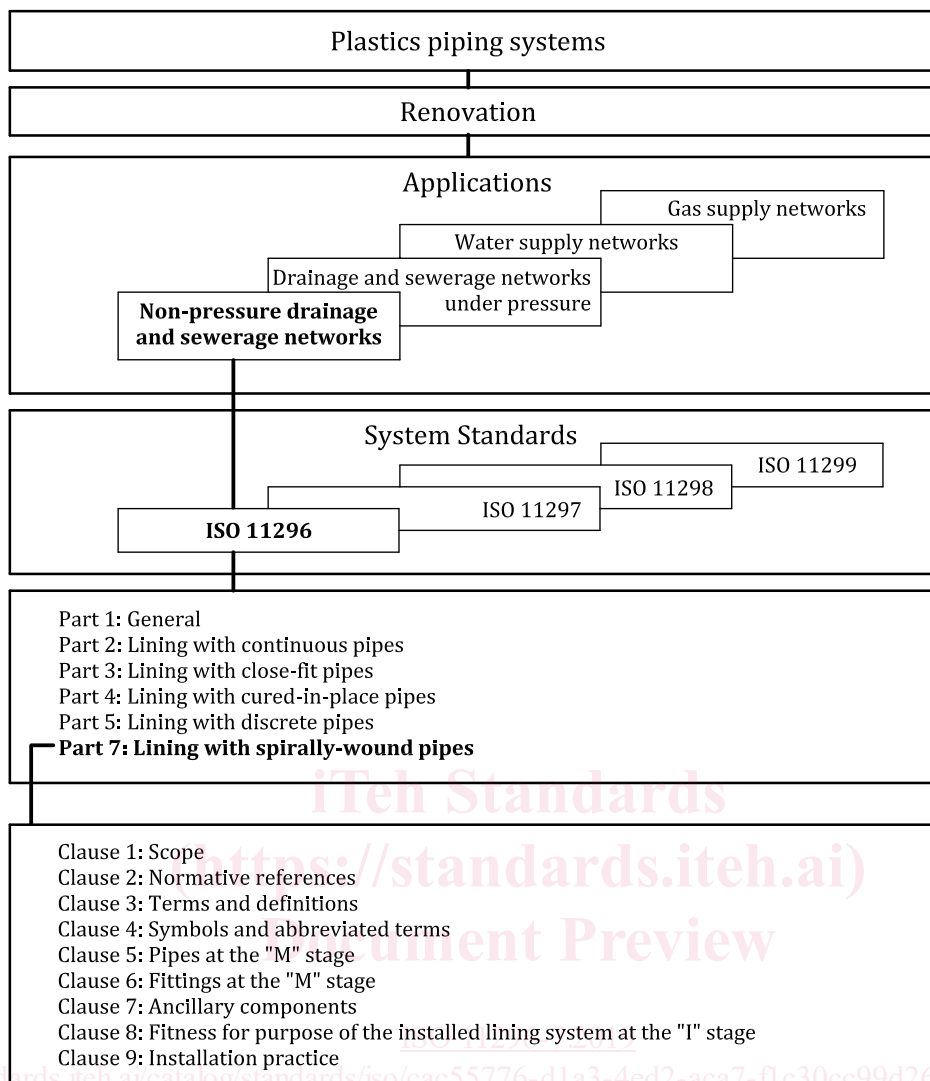 Plastics piping systems
Renovation
Applications
Gas supply networks
Water supply networks
Drainage and sewerage networks
under pressure
Non-pressure drainage
and sewerage networks
System Standards
ISO 11299
ISO 11298
ISO 11297
ISO 11296
Part 1: General
Part 2: Lining with continuous pipes
Part 3: Lining with close-fit pipes
Part 4: Lining with cured-in-place pipes
Part 5: Lining with discrete pipes
Part 7: Lining with spirally-wound pipes
iTeh Standards
(https://standards.iteh.ai)
Document Preview
Clause 1: Scope
Clause 2: Normative references
Clause 3: Terms and definitions
Clause 4: Symbols and abbreviated terms
Clause 5: Pipes at the "M" stage
Clause 6: Fittings at the "M" stage
Clause 7: Ancillary components
Clause 8: Fitness for purpose of the installed lining system at the "I" stage
Clause 9: Installation practice